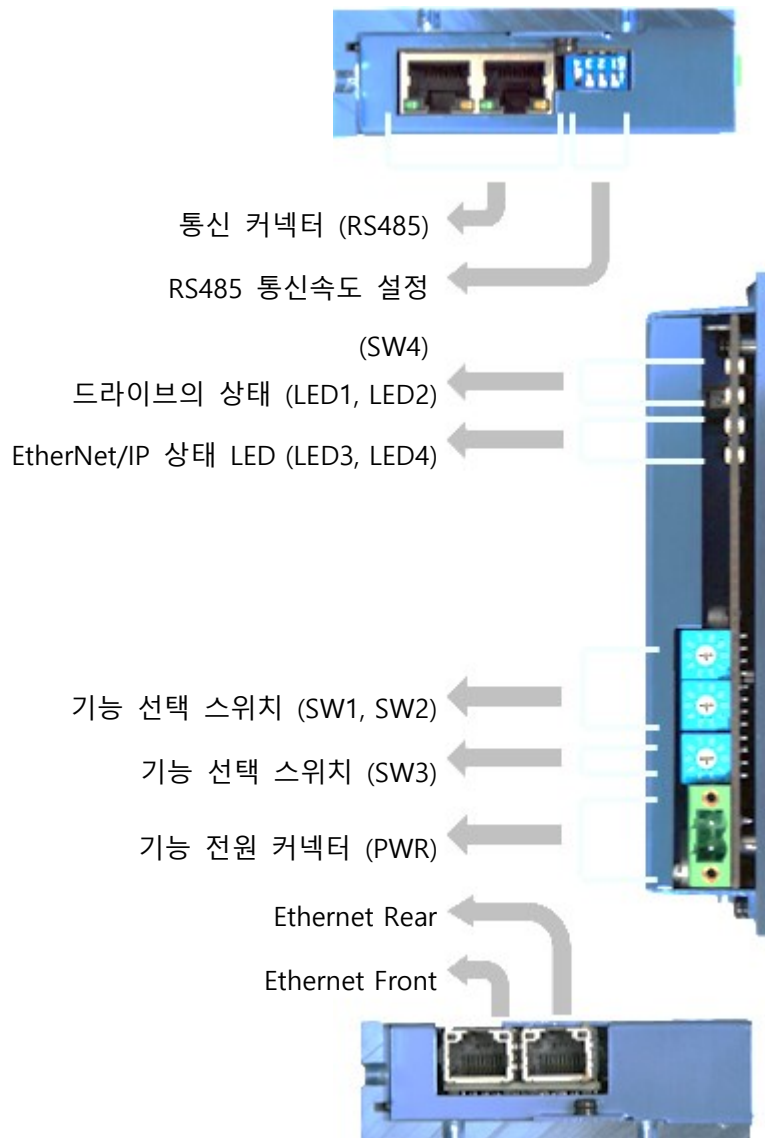 통신 커넥터 (RS485)
RS485 통신속도 설정
(SW4)
드라이브의 상태 (LED1, LED2)
EtherNet/IP 상태 LED (LED3, LED4)
기능 선택 스위치 (SW1, SW2)
기능 선택 스위치 (SW3)
기능 전원 커넥터 (PWR)
Ethernet Rear
Ethernet Front